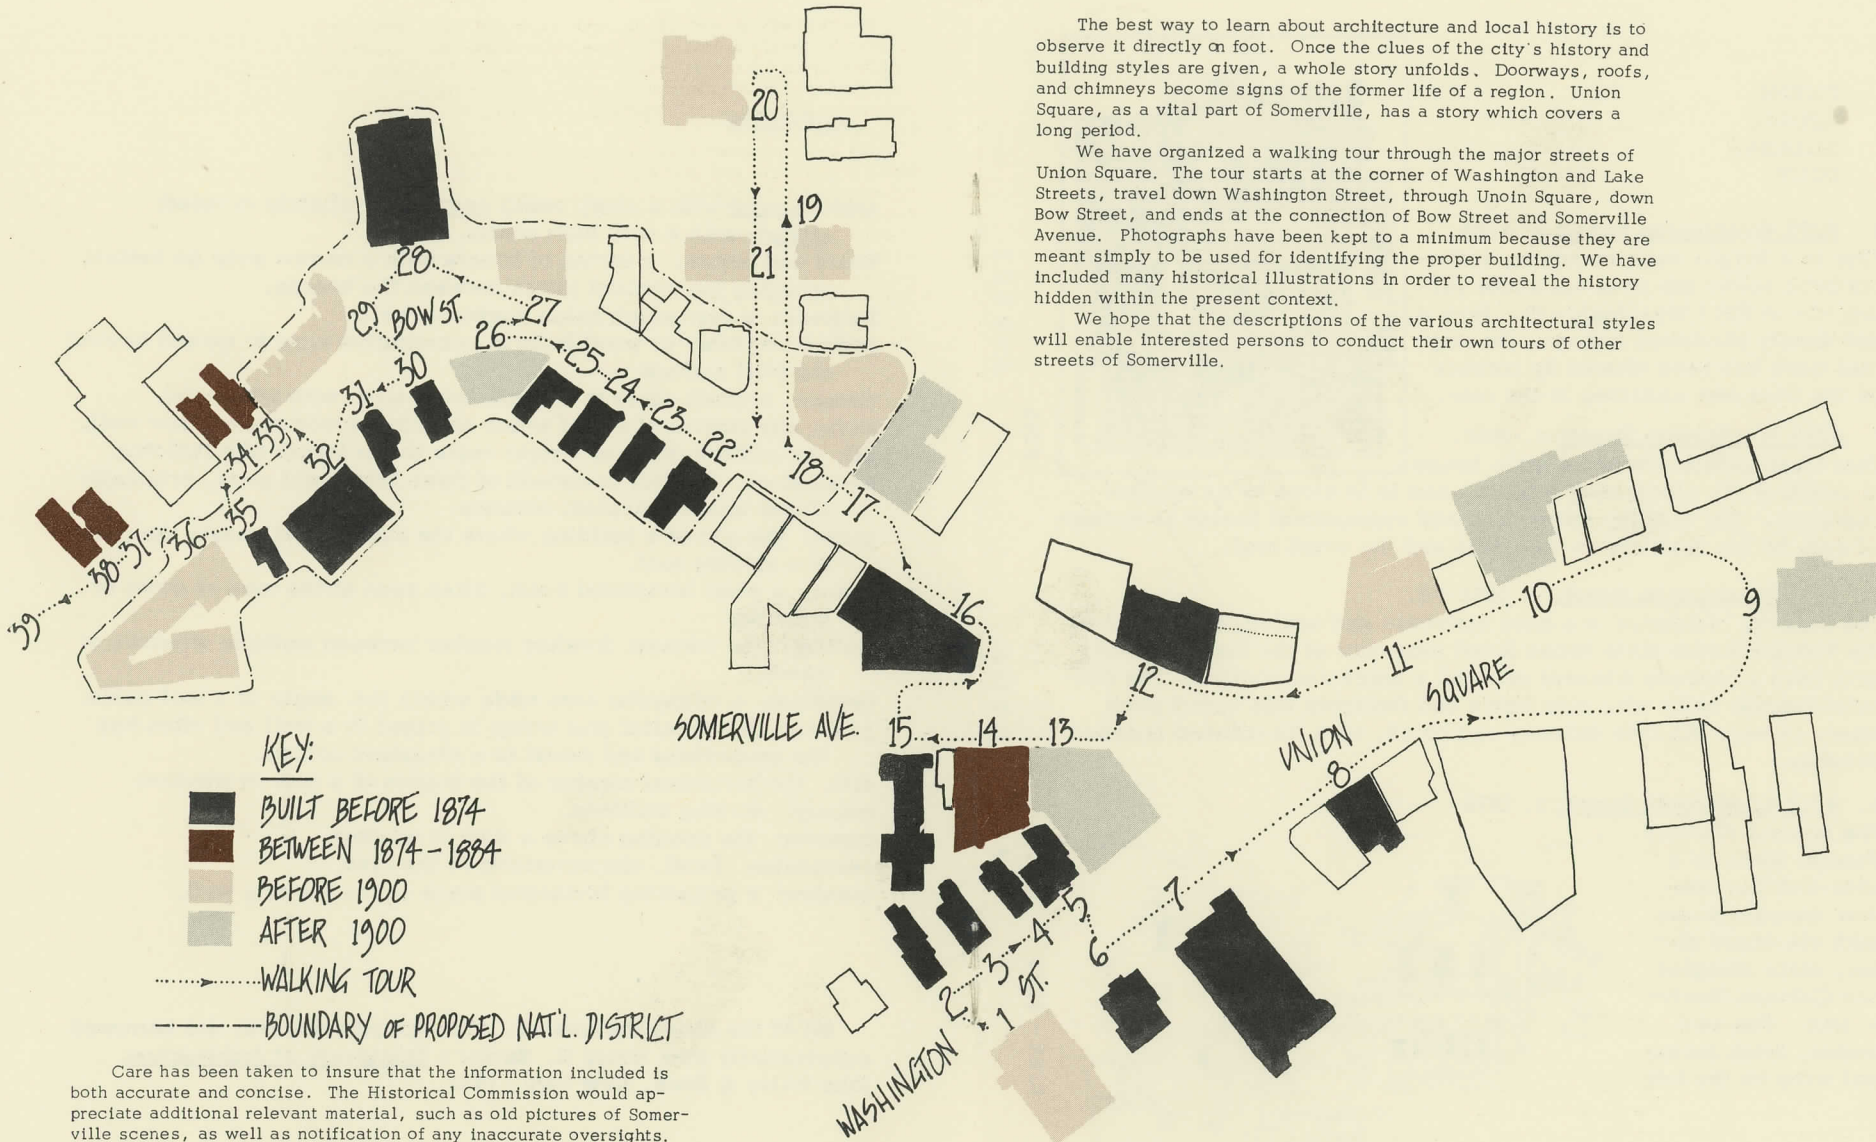 The best way to learn about architecture and local history is to
observe it directly on foot. Once the clues of the city's history and
building styles are given, a whole story unfolds. Doorways, roofs,
and chimneys become signs of the former life of a region. Union
Square, as a vital part of Somerville, has a story which covers a
long period.
We have organized a walking tour through the major streets of
Union Square. The tour starts at the corner of Washington and Lake
Streets, travel down Washington Street, through Unoin Square, down
Bow Street, and ends at the connection of Bow Street and Somerville
Avenue. Photographs have been kept to a minimum because they are
meant simply to be used for identifying the proper building. We have
included many historical illustrations in order to reveal the history
hidden within the present context.
We hope that the descriptions of the various architectural styles
will enable interested persons to conduct their own tours of other
streets of Somerville.
20
19
21
28
27
29
BOW ST.
26
25
30
24
31
23
22
33
34
32
18
17
35
36
37
38
39
16
9
10
11
12
SQUARE
UNION
SOMERVILLE AVE.
15
14
13
8
7
5
4
6
3
2
1
ST.
WASHINGTON
KEY:
BUILT BEFORE 1874
BETWEEN 1874-1884
BEFORE 1900
AFTER 1900
WALKING TOUR
BOUNDARY OF PROPOSED NAT'L. DISTRICT
Care has been taken to insure that the information included is
both accurate and concise. The Historical Commission would ap-
preciate additional relevant material, such as old pictures of Somer-
ville scenes, as well as notification of any inaccurate oversights.